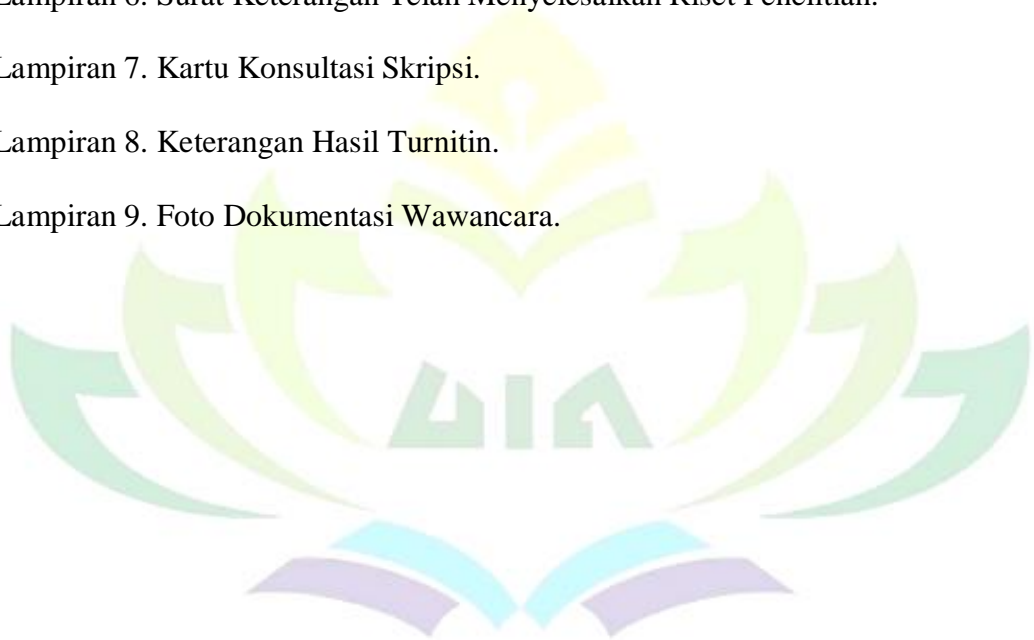 Lampiran 6. Surat Keterangan Telah Menyelesaikan Riset Penelitian.
Lampiran 7. Kartu Konsultasi Skripsi.
Lampiran 8. Keterangan Hasil Turnitin.
Lampiran 9. Foto Dokumentasi Wawancara.
UIN